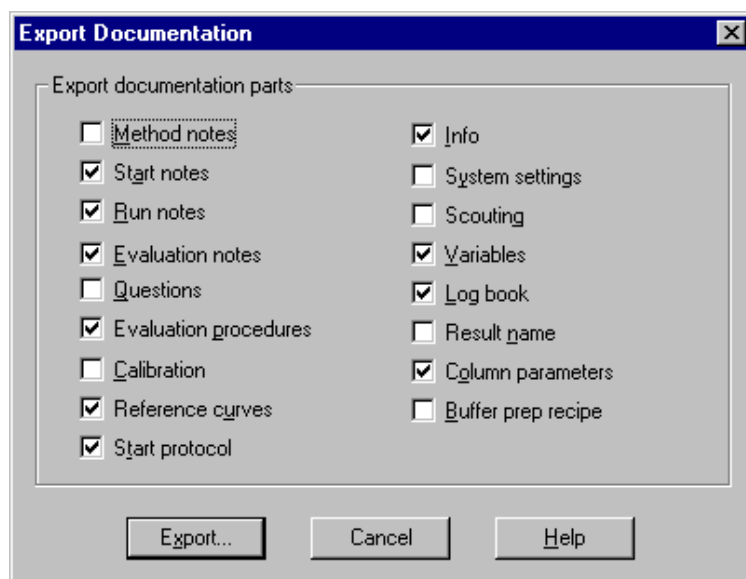 Export Documentation
Export documentation parts
Method notes
Start notes
Run notes
Evaluation notes
Questions
Evaluation procedures
Calibration
Reference curves
Start protocol
Info
System settings
Scouting
Variables
Log book
Result name
Column parameters
Buffer prep recipe
Export...
Cancel
Help